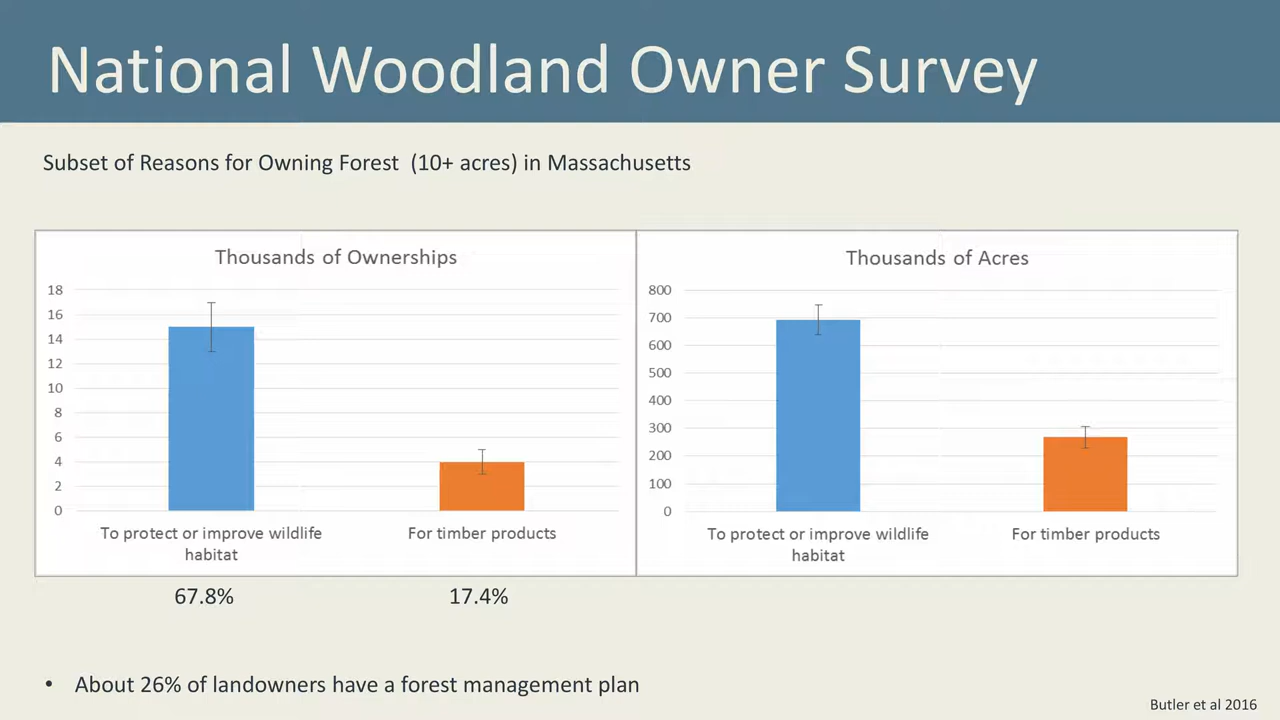 National Woodland Owner Survey
Subset of Reasons for Owning Forest (10+ acres) in Massachusetts
Thousands of Ownerships
18
16
14
12
10
8
6
4
2
0
To protect or improve wildlife
habitat
For timber products
Thousands of Acres
800
700
600
500
400
300
200
100
0
To protect or improve wildlife
habitat
For timber products
67.8%
17.4%
• About 26% of landowners have a forest management plan
Butler et al 2016